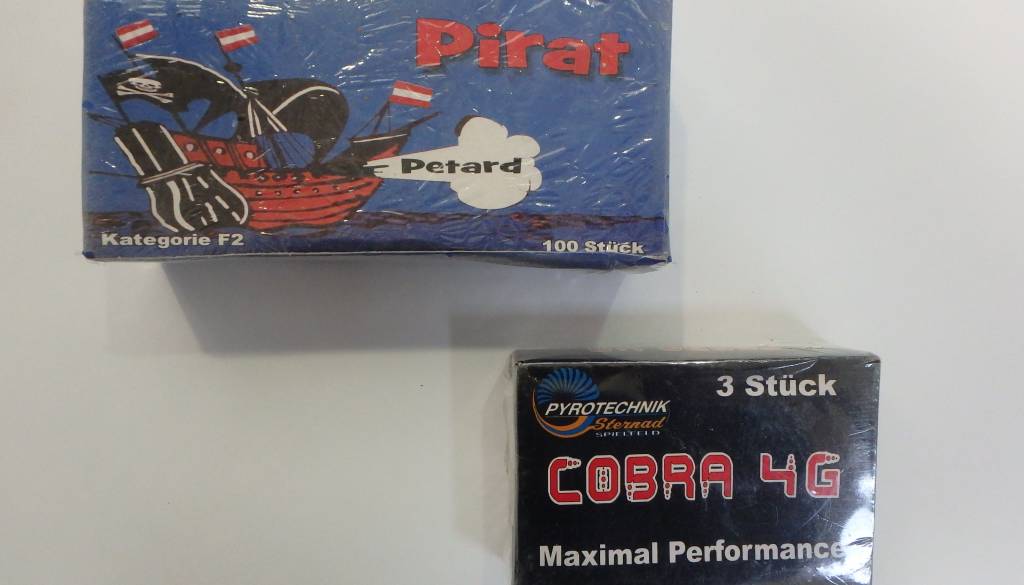 Pirat
Petard
Kategorie F2
100 Stück
3 Stück
PYROTECHNIK
Sternad
SPIELFELD
COBRA 4G
Maximal Performance